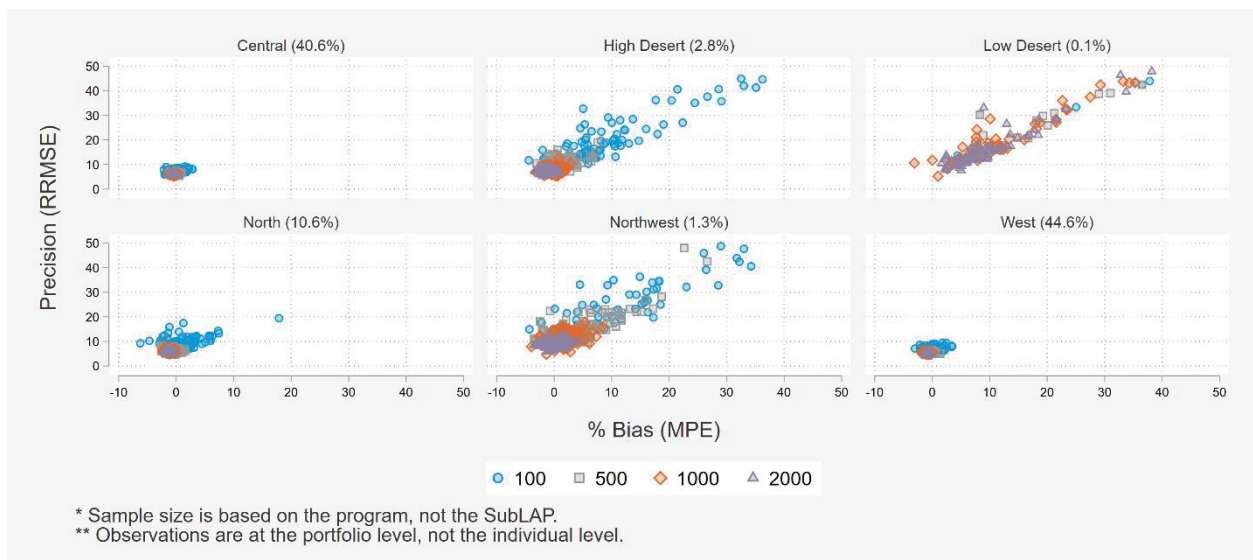 Central (40.6%)
High Desert (2.8%)
Low Desert (0.1%)
50
40
30
20
10
0
North (10.6%)
Northwest (1.3%)
West (44.6%)
50
40
30
20
10
0
-10 0 10 20 30 40 50
-10 0 10 20 30 40 50
-10 0 10 20 30 40 50
Precision (RRMSE)
% Bias (MPE)
100 500 1000 2000
* Sample size is based on the program, not the SubLAP.
** Observations are at the portfolio level, not the individual level.